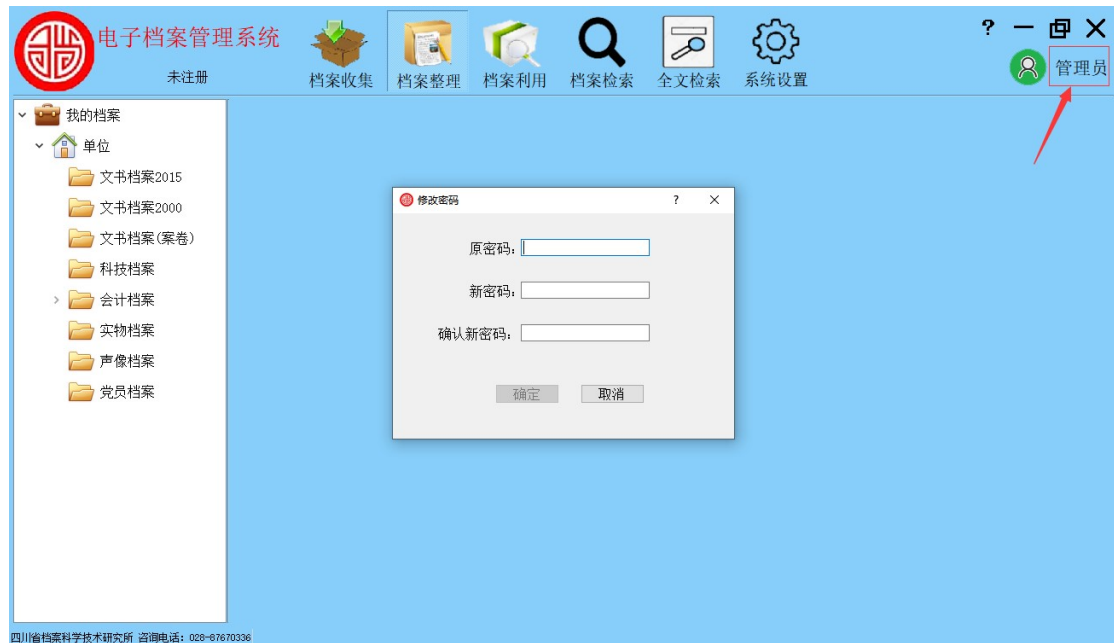 电子档案管理系统
未注册
档案收集
档案整理
档案利用
档案检索
全文检索
系统设置
?
管理员
我的档案
单位
文书档案2015
文书档案2000
文书档案(案卷)
科技档案
会计档案
实物档案
声像档案
党员档案
修改密码
?
原密码:
新密码:
确认新密码:
确定
取消
四川省档案科学技术研究所 咨询电话: 028-87670336